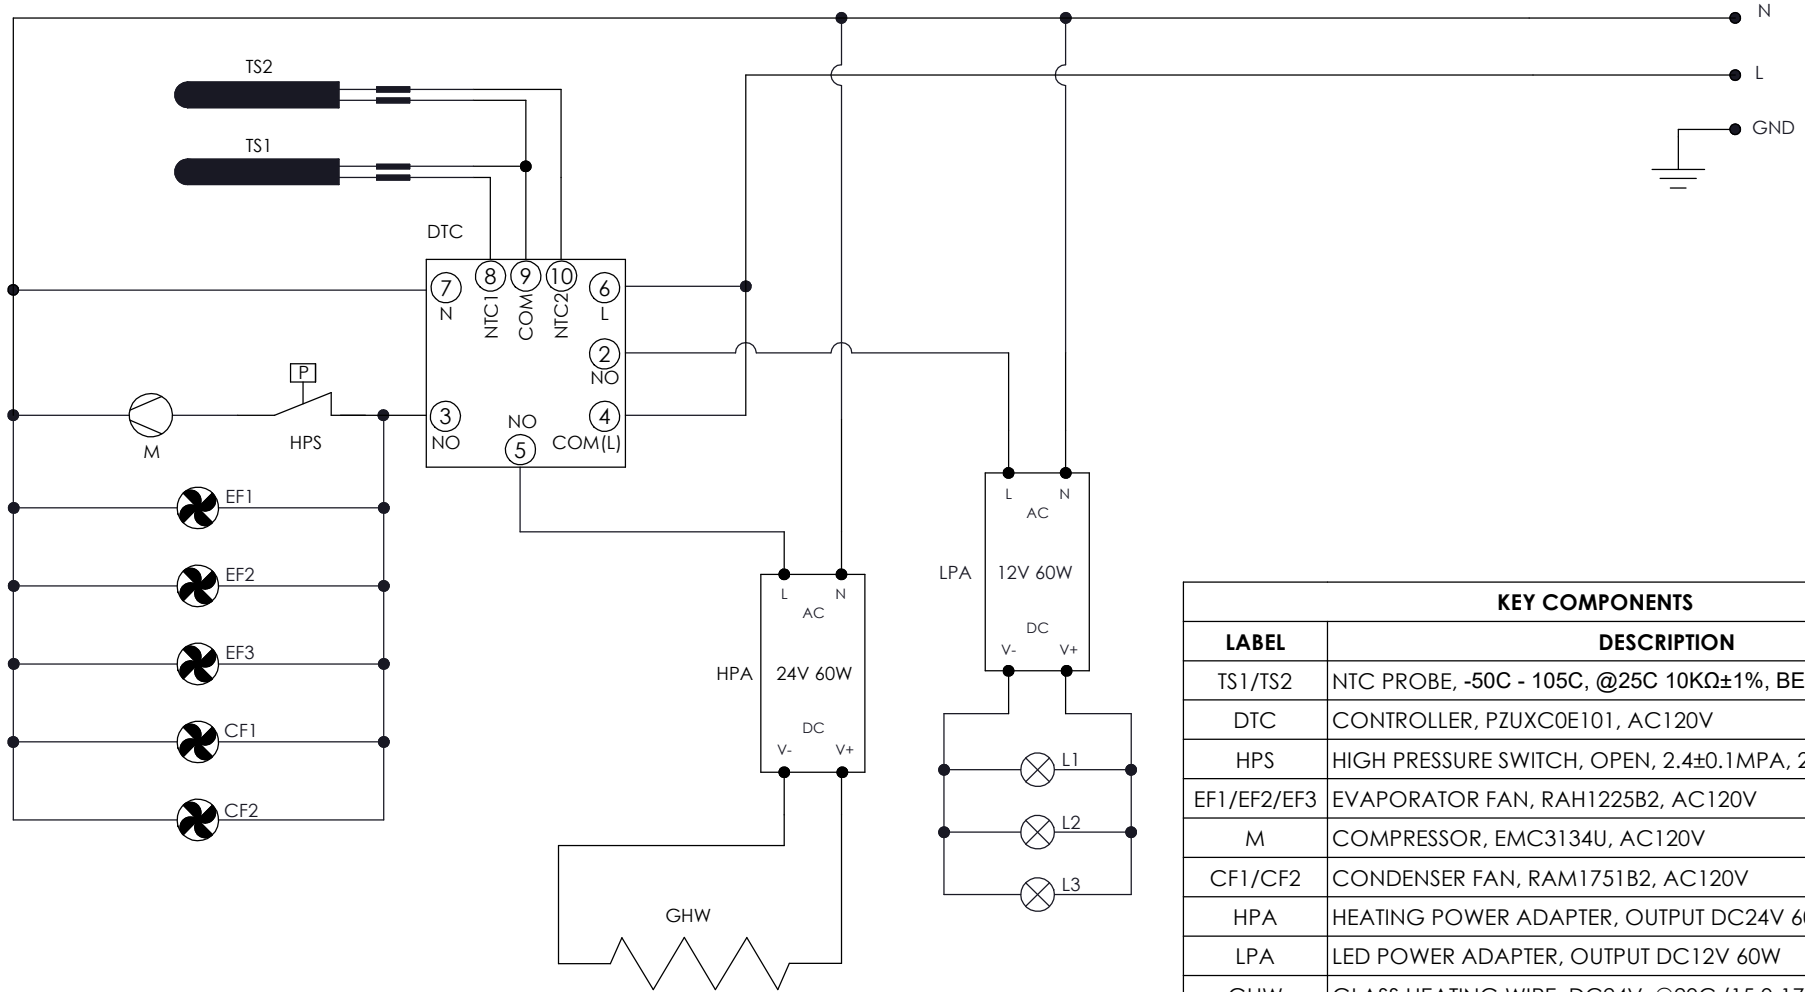 N
L
GND
TS2
TS1
DTC
8
9
10
7
N
NTC1
COM
NTC2
6
L
2
NO
P
HPS
M
3
NO
NO
5
4
COM(L)
EF1
EF2
EF3
CF1
CF2
HPA
L N
AC
24V 60W
DC
V- V+
GHW
LPA
L N
AC
12V 60W
DC
V- V+
L1
L2
L3
KEY COMPONENTS
LABEL DESCRIPTION
TS1/TS2 NTC PROBE, -50C - 105C, @25C 10KΩ±1%, BE
DTC CONTROLLER, PZUXC0E101, AC120V
HPS HIGH PRESSURE SWITCH, OPEN, 2.4±0.1MPA, 2
EF1/EF2/EF3 EVAPORATOR FAN, RAH1225B2, AC120V
M COMPRESSOR, EMC3134U, AC120V
CF1/CF2 CONDENSER FAN, RAM1751B2, AC120V
HPA HEATING POWER ADAPTER, OUTPUT DC24V 6
LPA LED POWER ADAPTER, OUTPUT DC12V 60W
GHW GLASS HEATING WIRE, DC24V,